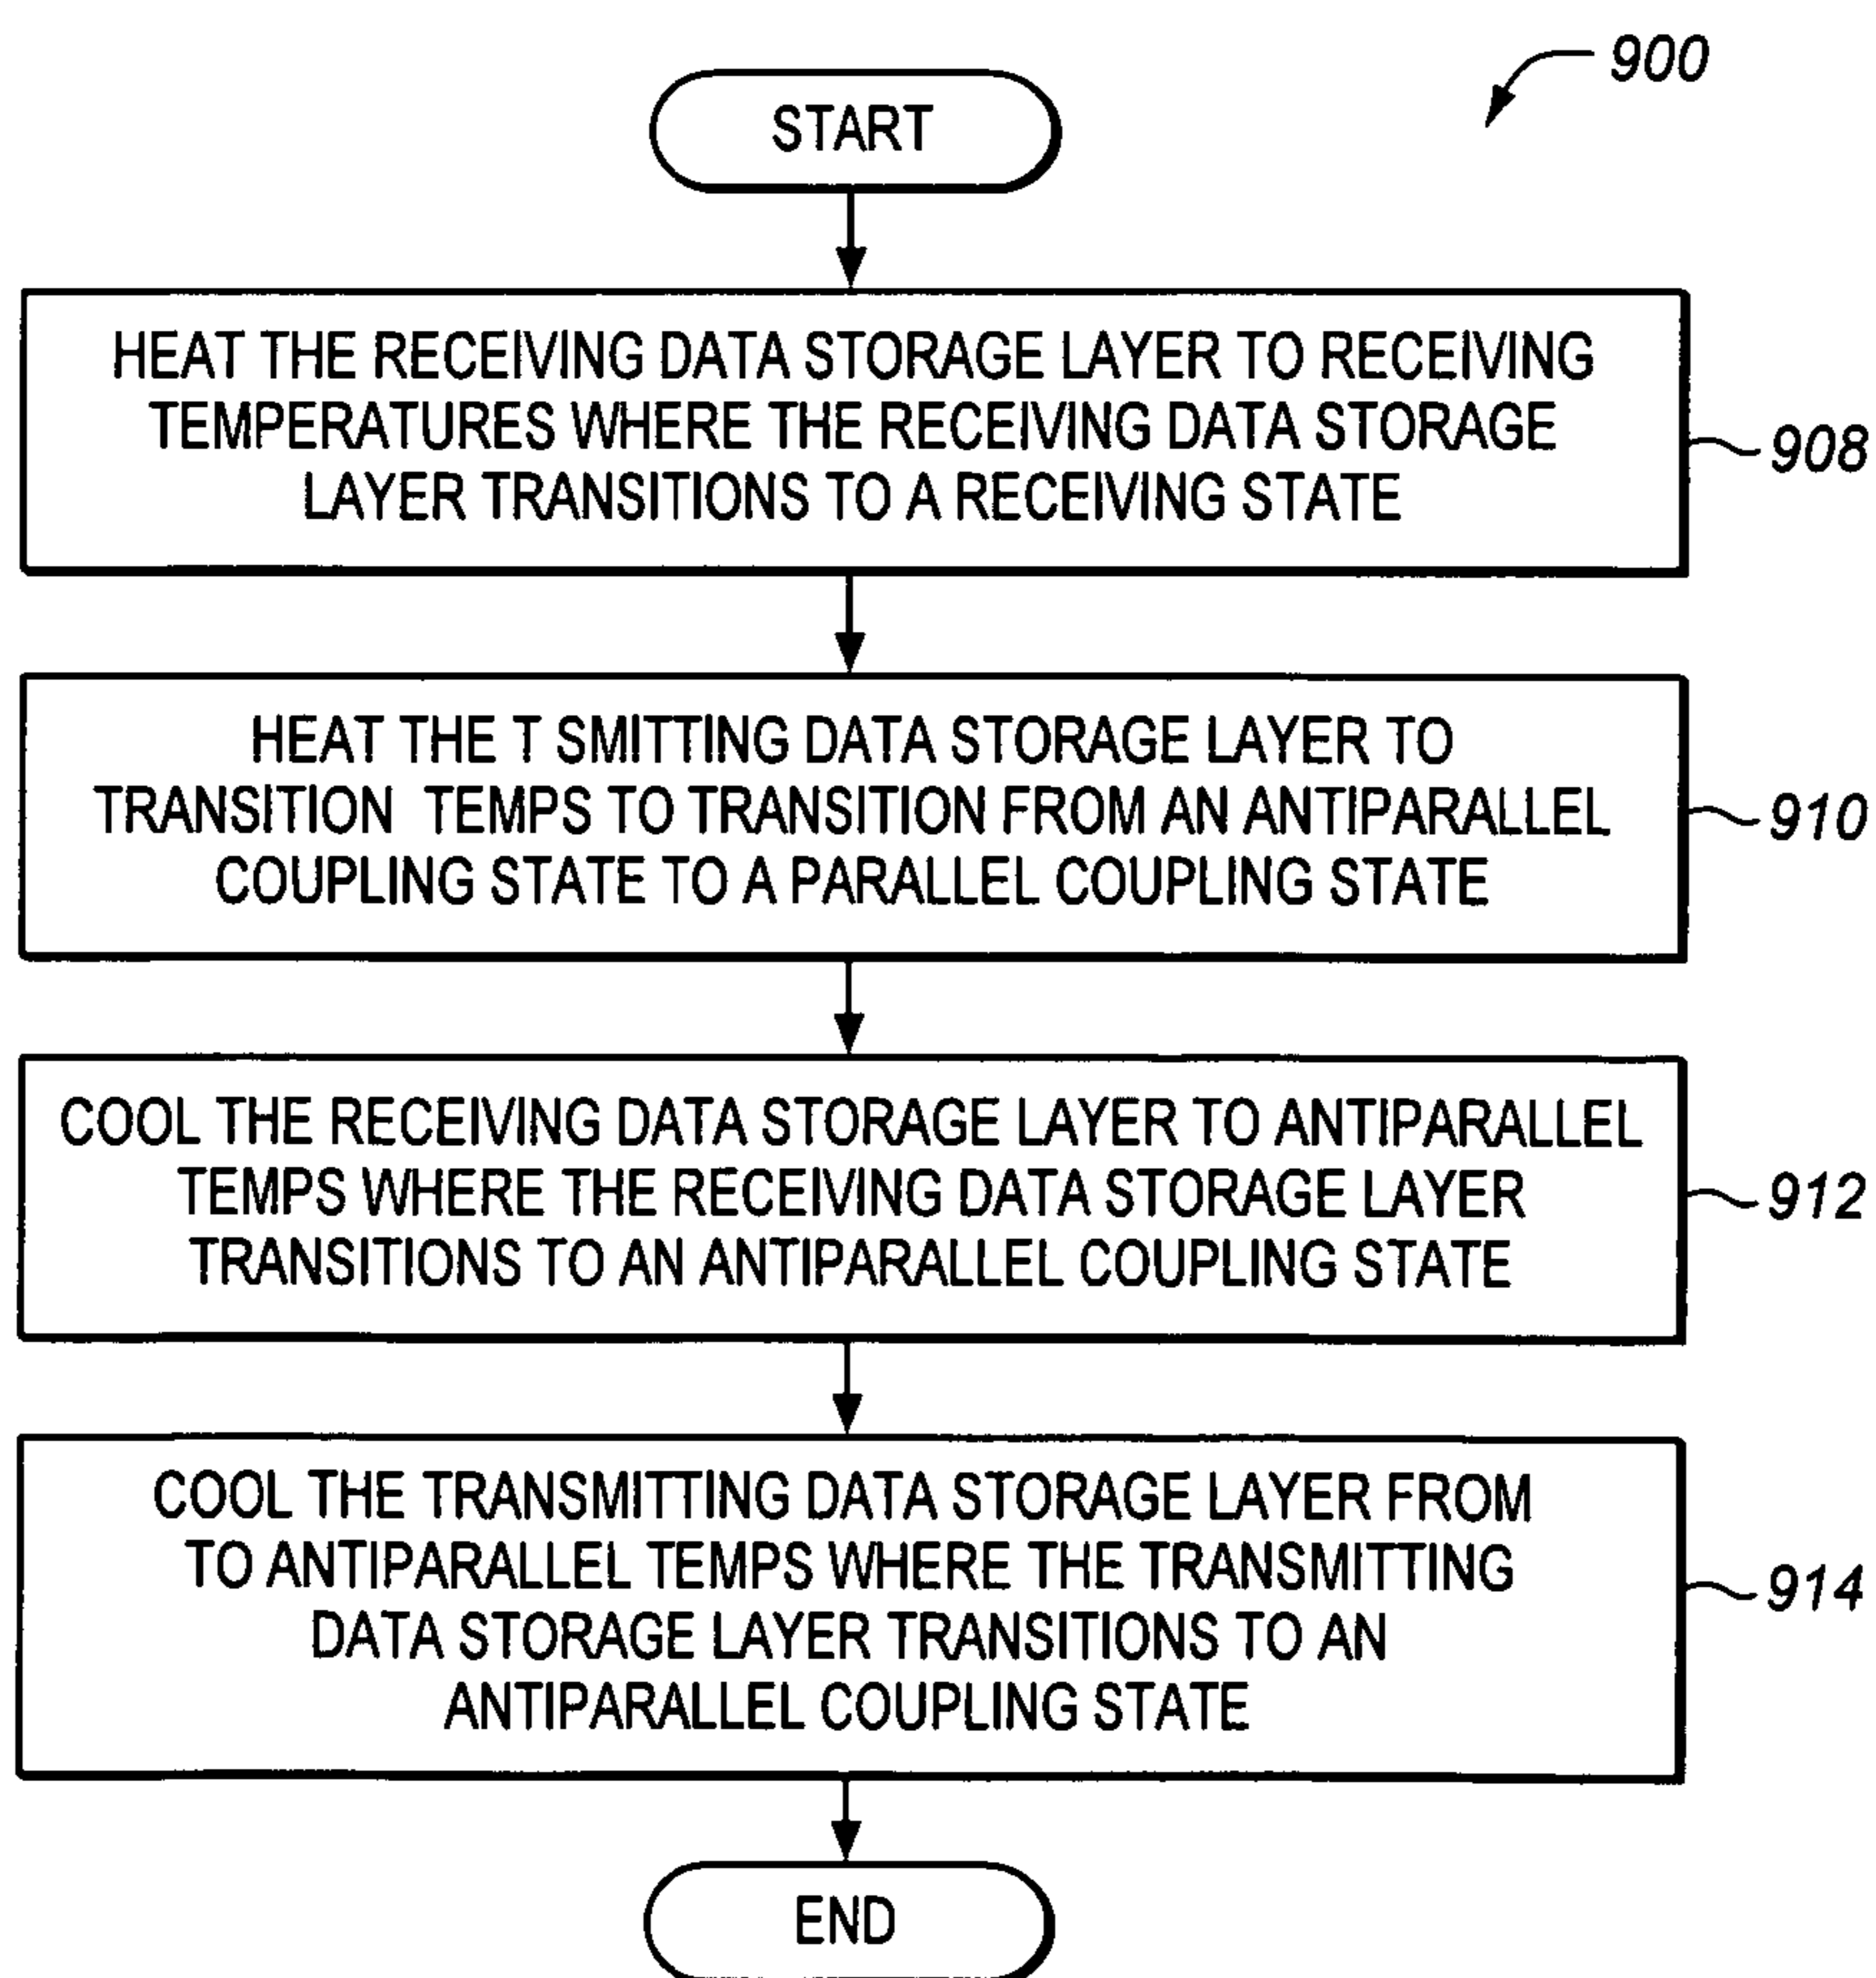 900
START
HEAT THE RECEIVING DATA STORAGE LAYER TO RECEIVING
TEMPERATURES WHERE THE RECEIVING DATA STORAGE
LAYER TRANSITIONS TO A RECEIVING STATE
908
HEAT THE T SMITTING DATA STORAGE LAYER TO
TRANSITION TEMPS TO TRANSITION FROM AN ANTIPARALLEL
COUPLING STATE TO A PARALLEL COUPLING STATE
910
COOL THE RECEIVING DATA STORAGE LAYER TO ANTIPARALLEL
TEMPS WHERE THE RECEIVING DATA STORAGE LAYER
TRANSITIONS TO AN ANTIPARALLEL COUPLING STATE
912
COOL THE TRANSMITTING DATA STORAGE LAYER FROM
TO ANTIPARALLEL TEMPS WHERE THE TRANSMITTING
DATA STORAGE LAYER TRANSITIONS TO AN
ANTIPARALLEL COUPLING STATE
914
END